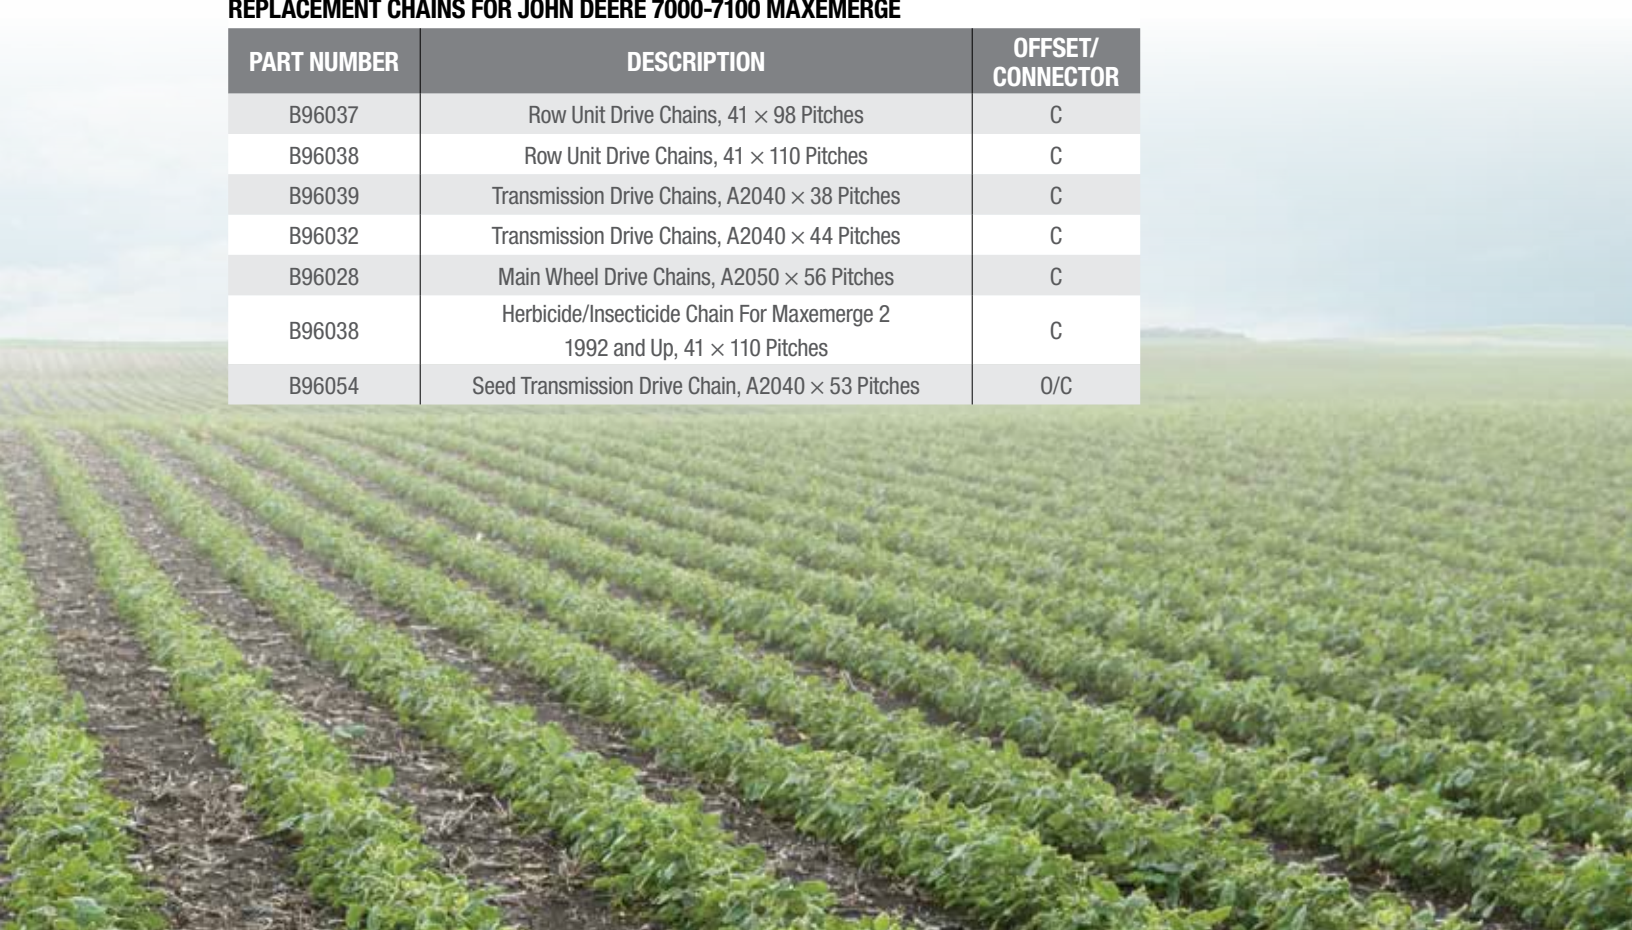 REPLACEMENT CHAINS FOR JOHN DEERE 7000-7100 MAXEMERGE
PART NUMBER DESCRIPTION OFFSET/
CONNECTOR
B96037 Row Unit Drive Chains, 41 × 98 Pitches C
B96038 Row Unit Drive Chains, 41 × 110 Pitches C
B96039 Transmission Drive Chains, A2040 × 38 Pitches C
B96032 Transmission Drive Chains, A2040 × 44 Pitches C
B96028 Main Wheel Drive Chains, A2050 × 56 Pitches C
B96038 Herbicide/Insecticide Chain For Maxemerge 2
1992 and Up, 41 × 110 Pitches C
B96054 Seed Transmission Drive Chain, A2040 × 53 Pitches O/C